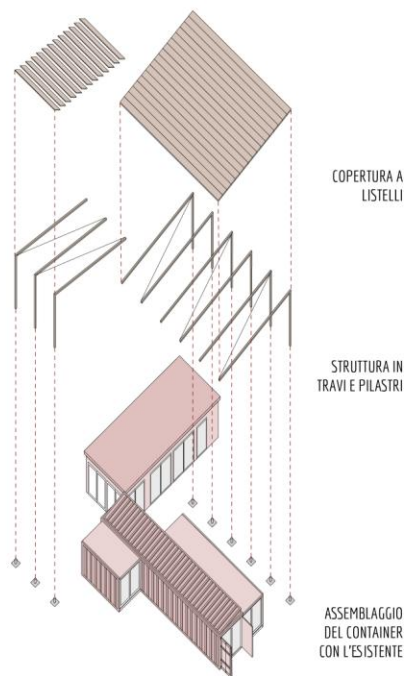 COPERTURA A
LISTELLI
STRUTTURA IN
TRAVI E PILASTRI
ASSEMBLAGGIO
DEL CONTAINER
CON L'ESISTENTE